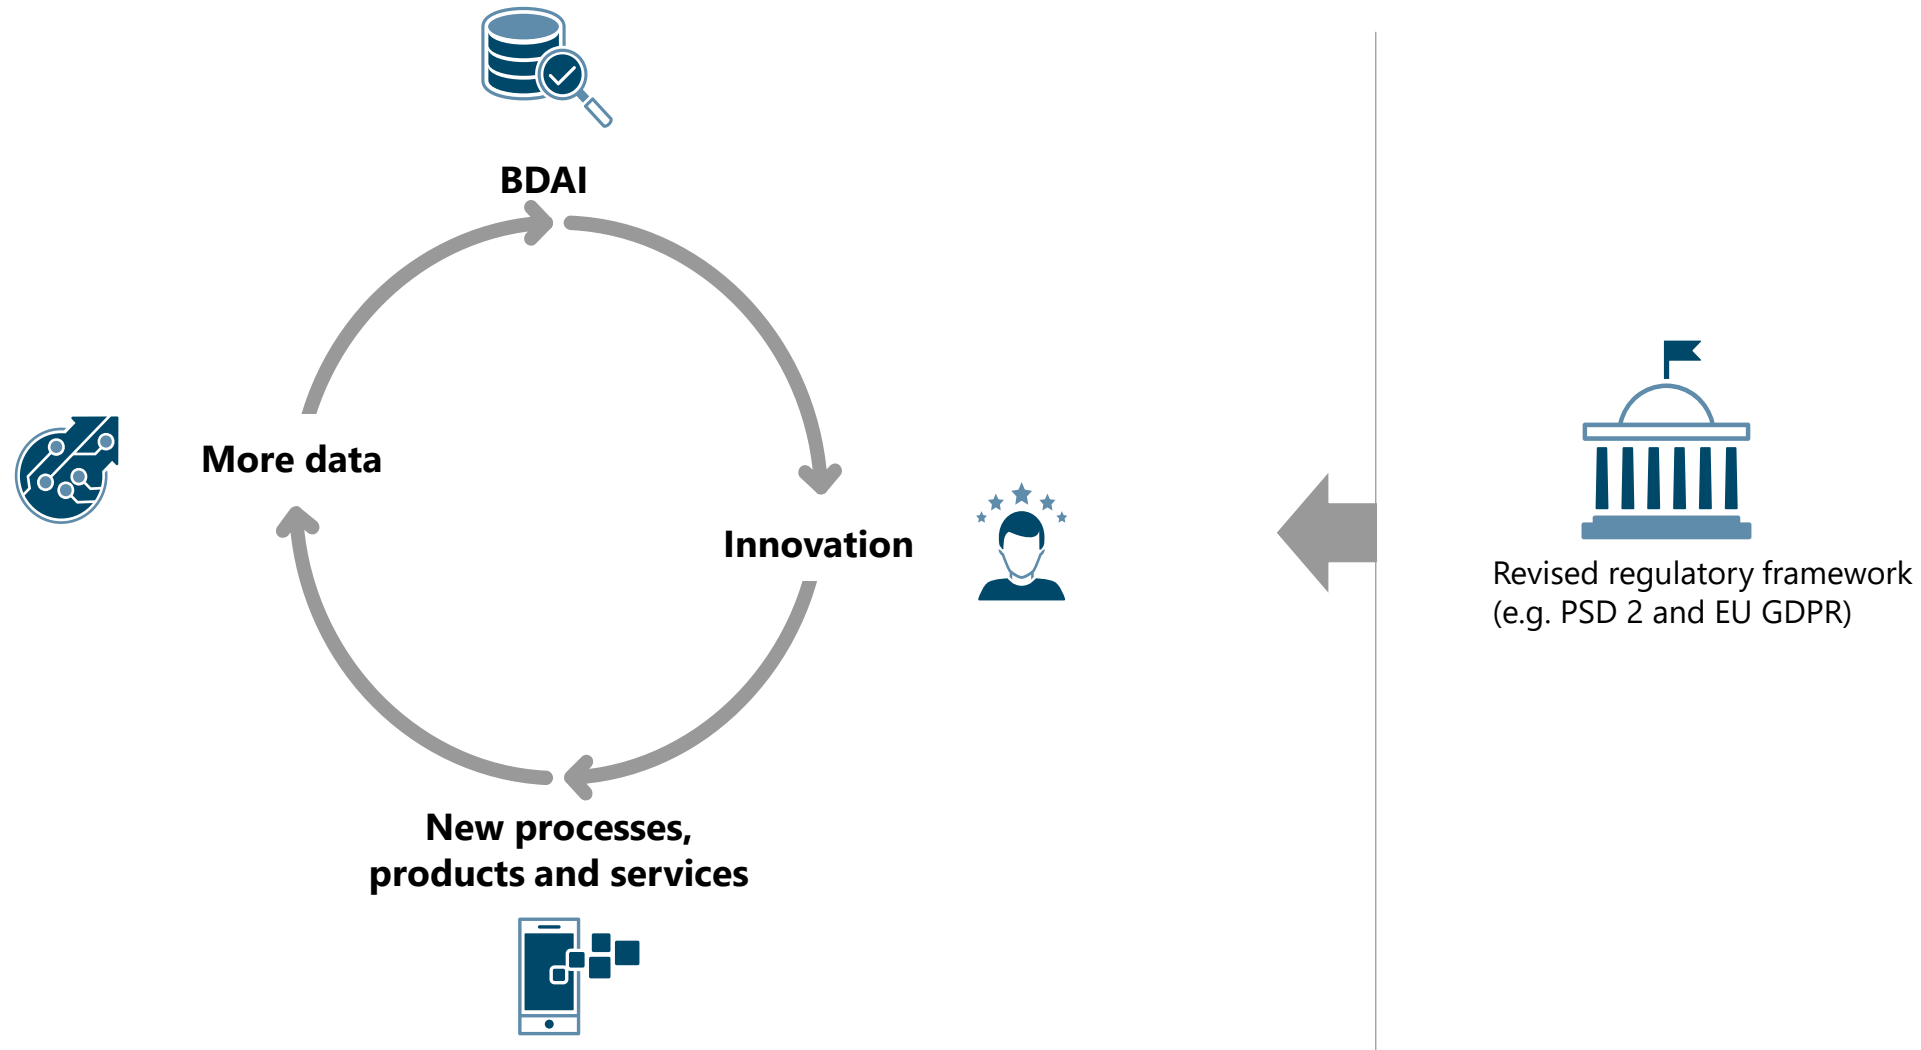 BDAI
More data
Innovation
New processes,
products and services
Revised regulatory framework
(e.g. PSD 2 and EU GDPR)